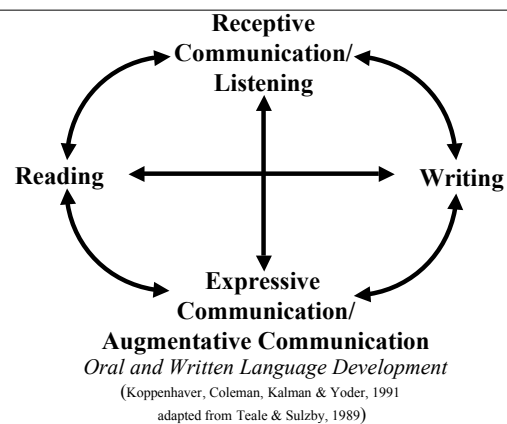 Receptive
Communication/
Listening
Reading
Writing
Expressive
Communication/
Augmentative Communication
Oral and Written Language Development
(Koppenhaver, Coleman, Kalman & Yoder, 1991
adapted from Teale & Sulzby, 1989)